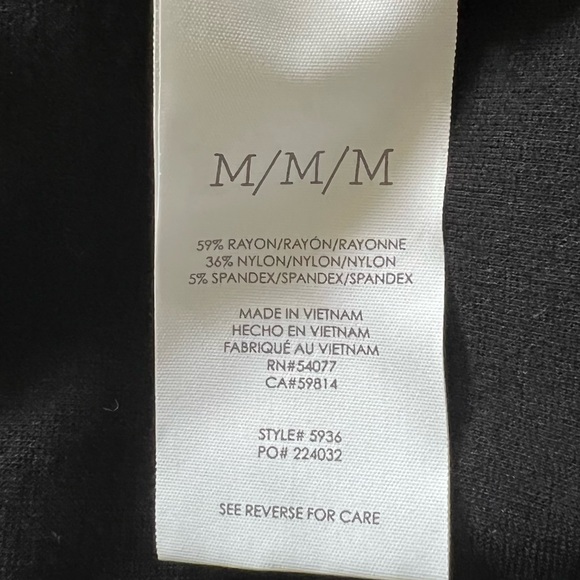 M/M/M
59% RAYON/RAYÓN/RAYONNE
36% NYLON/NYLON/NYLON
5% SPANDEX/SPANDEX/SPANDEX
MADE IN VIETNAM
HECHO EN VIETNAM
FABRIQUÉ AU VIETNAM
RN#54077
CA#59814
STYLE# 5936
PO# 224032
SEE REVERSE FOR CARE